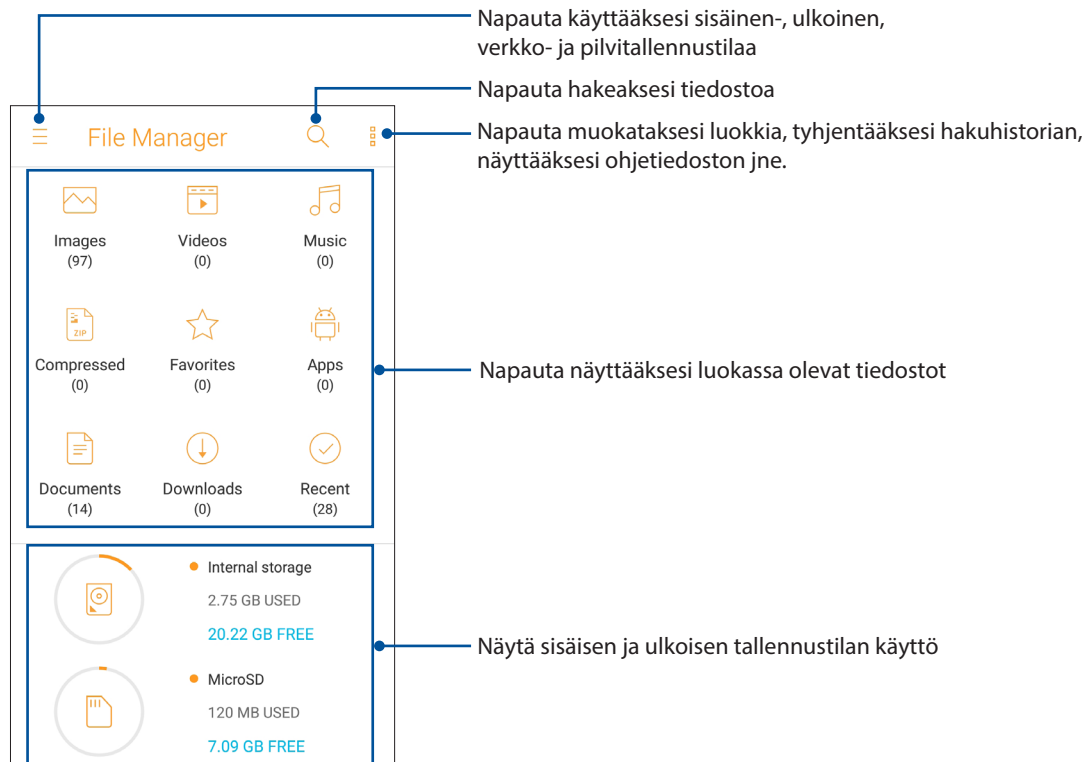 Napauta käyttääksesi sisäinen-, ulkoinen,
verkko- ja pilvitallennustilaa
Napauta hakeaksesi tiedostoa
File Manager
Napauta muokataksesi luokkia, tyhjentääksesi hakuhistorian,
näyttääksesi ohjetiedoston jne.
Images Videos Music
(97) (0) (0)
ZIP
Compressed Favorites Apps
(0) (0) (0)
Napauta näyttääksesi luokassa olevat tiedostot
Documents Downloads Recent
(14) (0) (28)
Internal storage
2.75 GB USED
20.22 GB FREE
Näytä sisäisen ja ulkoisen tallennustilan käyttö
MicroSD
120 MB USED
7.09 GB FREE